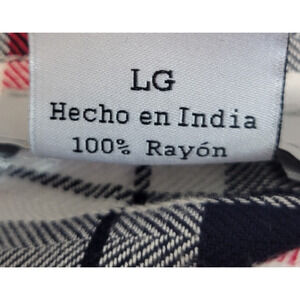 LG
Hecho en India
100% Rayón